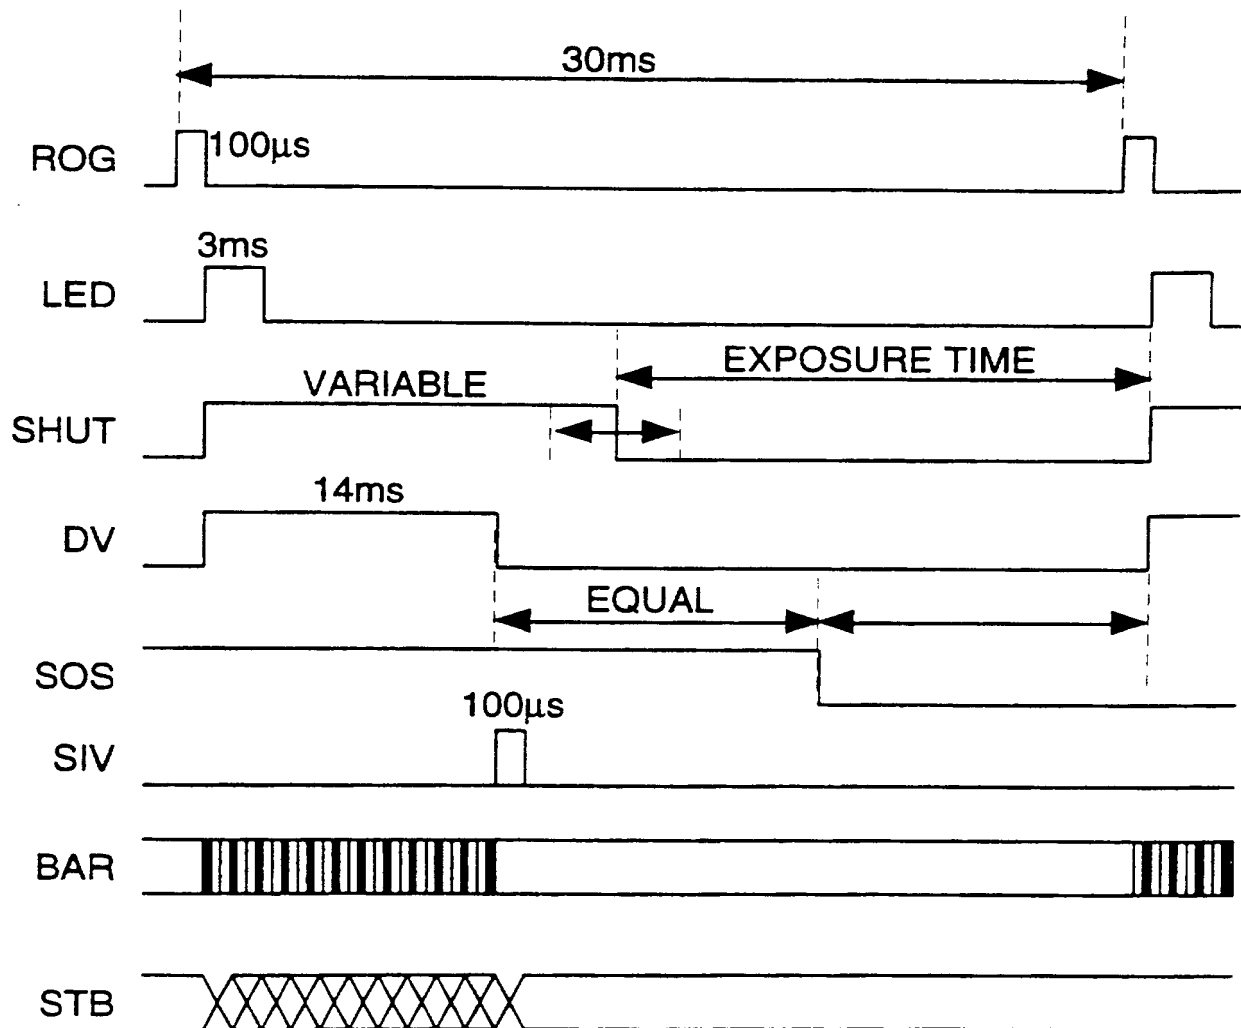 30ms
ROG
100μs
3ms
LED
EXPOSURE TIME
VARIABLE
SHUT
14ms
DV
EQUAL
SOS
100μs
SIV
BAR
STB